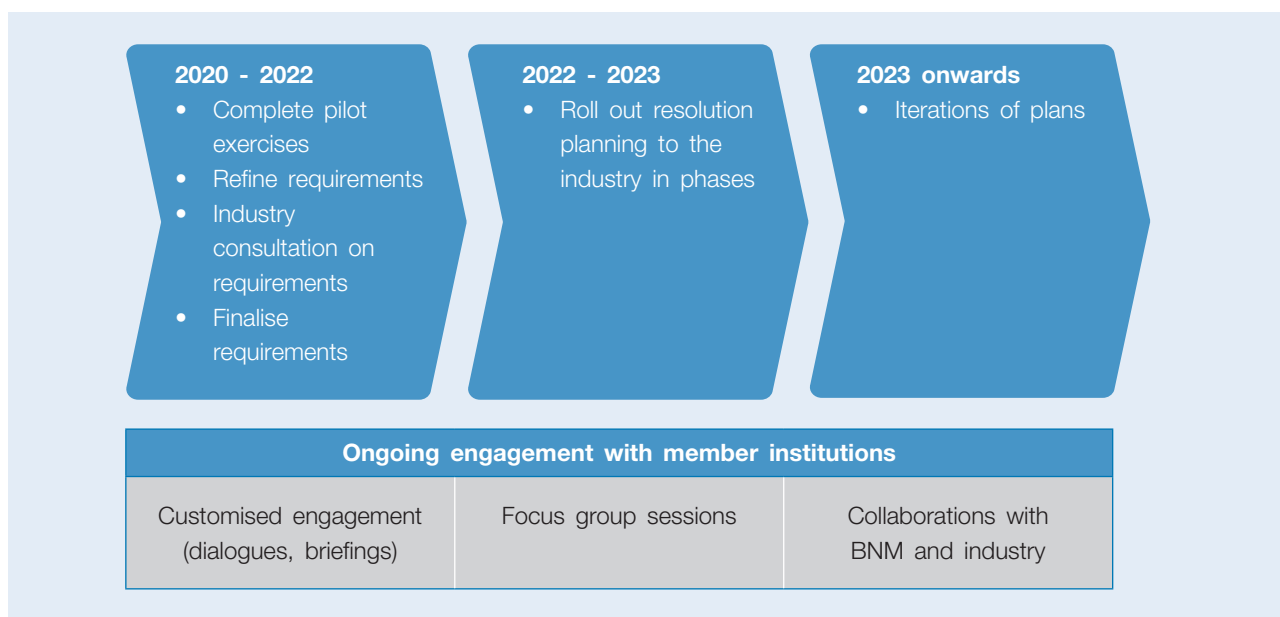 2020 - 2022
• Complete pilot
exercises
• Refine requirements
• Industry
consultation on
requirements
• Finalise
requirements
2022 - 2023
• Roll out resolution
planning to the
industry in phases
2023 onwards
• Iterations of plans
Ongoing engagement with member institutions
Customised engagement
(dialogues, briefings)
Focus group sessions
Collaborations with
BNM and industry